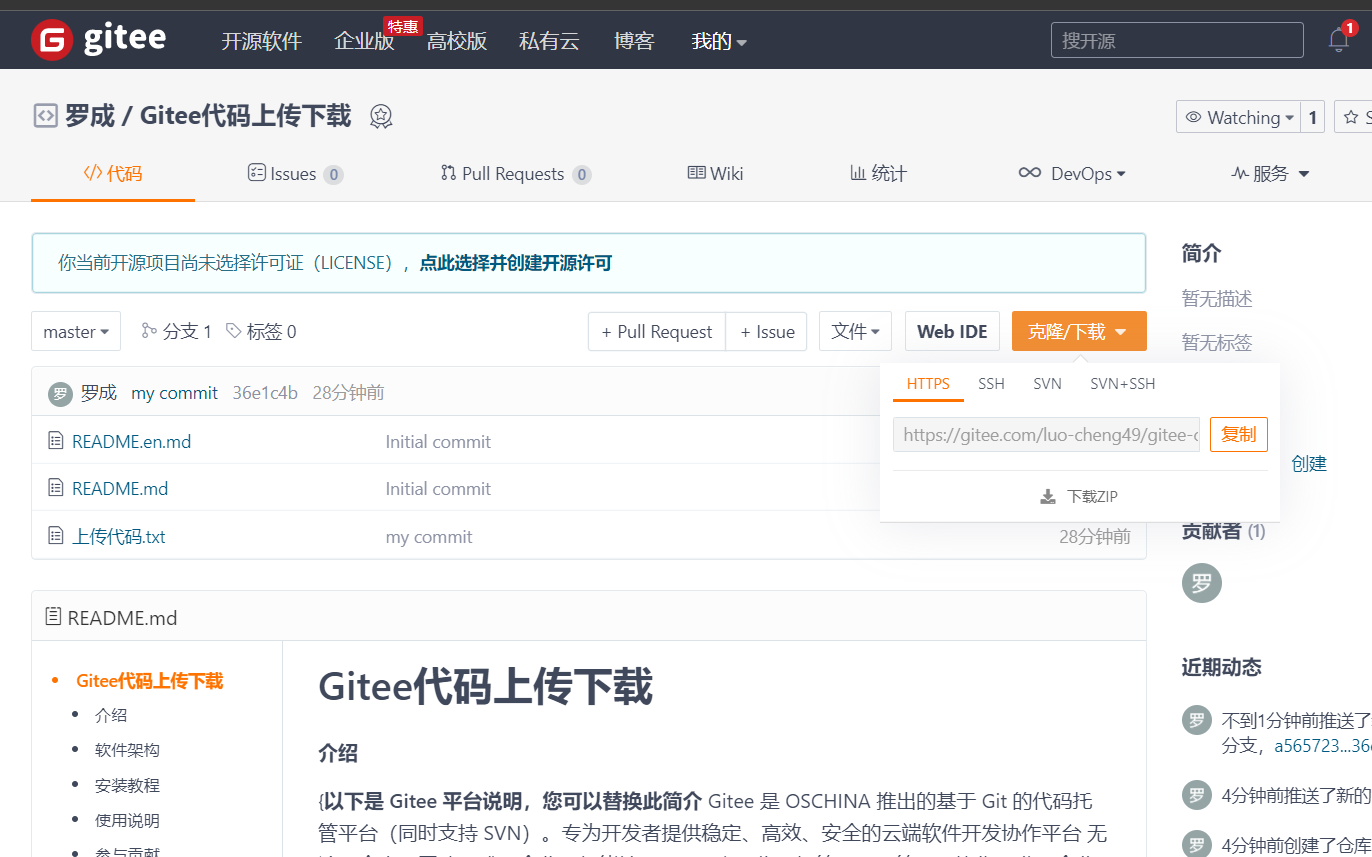 gitee 开源软件 企业版 特惠 高校版 私有云 博客 我的 搜开源 1
罗成 / Gitee代码上传下载 Watching 1
代码 Issues 0 Pull Requests 0 Wiki 统计 DevOps 服务
你当前开源项目尚未选择许可证（LICENSE），点此选择并创建开源许可
简介
暂无描述
master 分支 1 标签 0 + Pull Request + Issue 文件 Web IDE 克隆/下载
暂无标签
HTTPS SSH SVN SVN+SSH
罗 罗成 my commit 36e1c4b 28分钟前
https://gitee.com/luo-cheng49/gitee-c 复制
README.en.md Initial commit
创建
README.md Initial commit
下载ZIP
上传代码.txt my commit 28分钟前
贡献者 (1)
罗
README.md
近期动态
Gitee代码上传下载
介绍
软件架构
安装教程
使用说明
参与贡献
Gitee代码上传下载
介绍
{以下是 Gitee 平台说明，您可以替换此简介 Gitee 是 OSCHINA 推出的基于 Git 的代码托
管平台（同时支持 SVN）。专为开发者提供稳定、高效、安全的云端软件开发协作平台 无
罗 不到1分钟前推送了
分支，a565723...36
罗 4分钟前推送了新的
罗 4分钟前创建了仓库